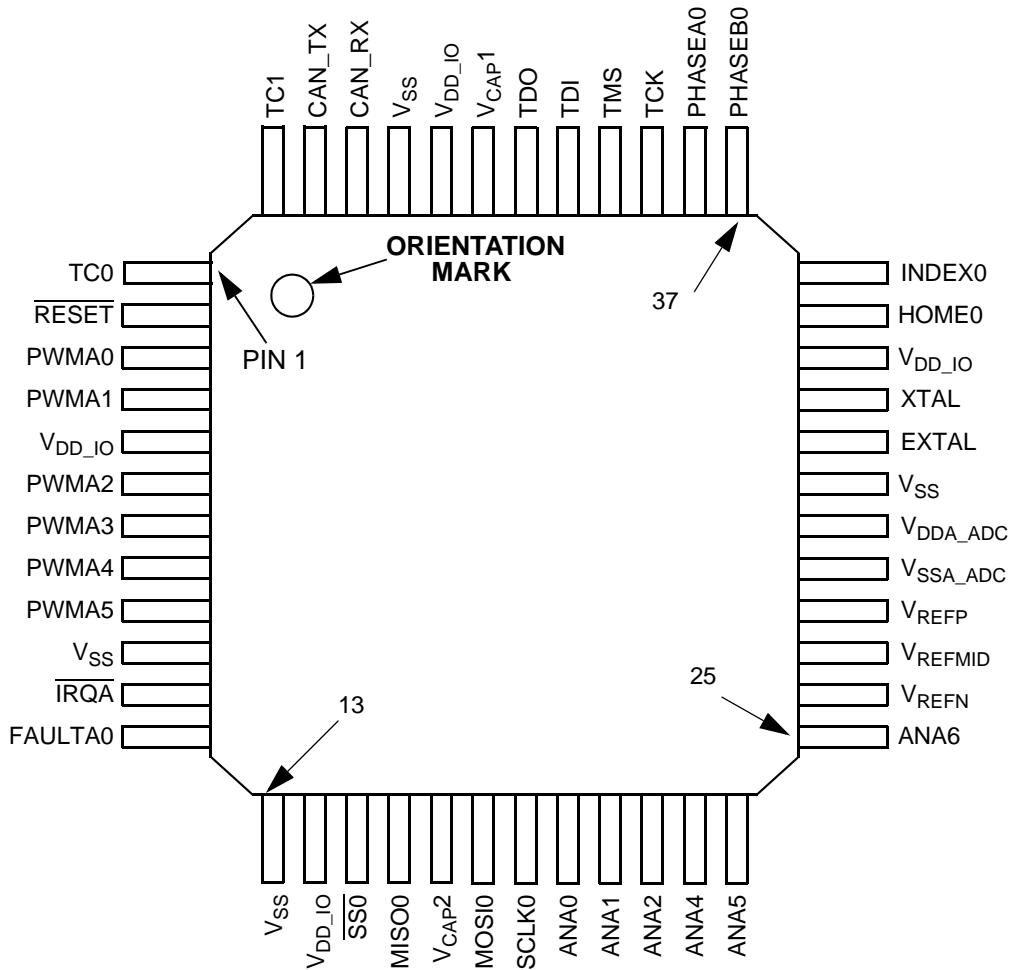 TC1
CAN_TX
CAN_RX
VSS
VDD_IO
VCAP1
TDO
TDI
TMS
TCK
PHASEA0
PHASEB0
ORIENTATION
MARK
PIN 1
37
TC0
RESET
PWMA0
PWMA1
VDD_IO
PWMA2
PWMA3
PWMA4
PWMA5
VSS
IRQA
FAULTA0
INDEX0
HOME0
VDD_IO
XTAL
EXTAL
VSS
VDDA_ADC
VSSA_ADC
VREFP
VREFMID
VREFN
ANA6
25
13
VSS
VDD_IO
SS0
MISO0
VCAP2
MOSI0
SCLK0
ANA0
ANA1
ANA2
ANA4
ANA5